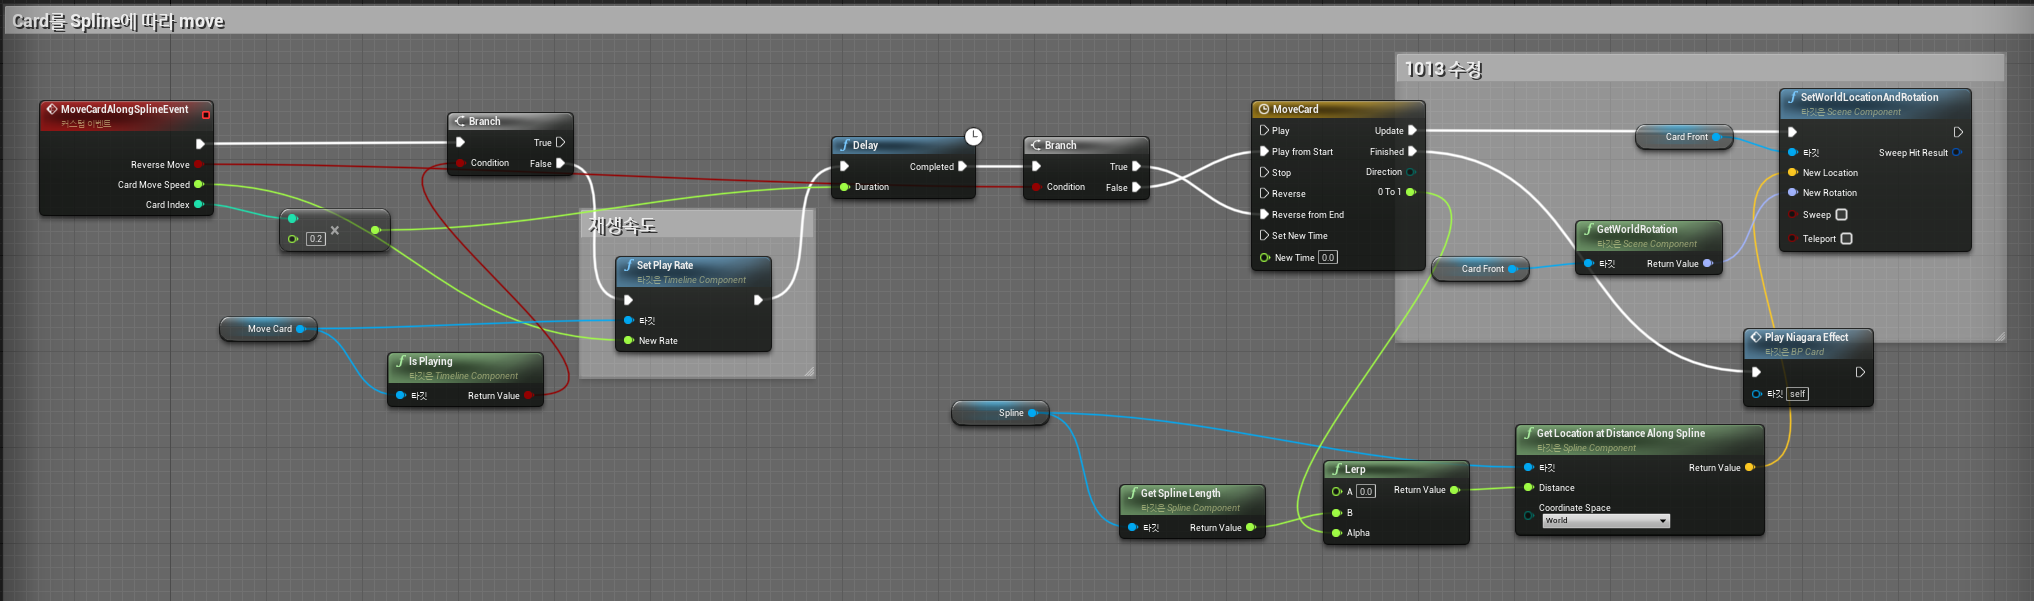 Card를 Spline에 따라 move
1013 수정
MoveCardAlongSplineEvent
커스텀 이벤트
Reverse Move
Card Move Speed
Card Index
0.2
×
Branch
True
Condition
False
재생속도
Set Play Rate
타깃은 Timeline Component
타깃
New Rate
Move Card
Is Playing
타깃은 Timeline Component
타깃
Return Value
Delay
Completed
Duration
Branch
True
Condition
False
MoveCard
Play
Update
Play from Start
Finished
Stop
Direction
Reverse
0 To 1
Reverse from End
Set New Time
New Time 0.0
Card Front
Card Front
GetWorldRotation
타깃은 Scene Component
타깃
Return Value
SetWorldLocationAndRotation
타깃은 Scene Component
타깃
Sweep Hit Result
New Location
New Rotation
Sweep
Teleport
Play Niagara Effect
타깃은 BP Card
타깃 self
Spline
Get Spline Length
타깃은 Spline Component
타깃
Return Value
Lerp
A 0.0
Return Value
B
Alpha
Get Location at Distance Along Spline
타깃은 Spline Component
타깃
Return Value
Distance
Coordinate Space
World